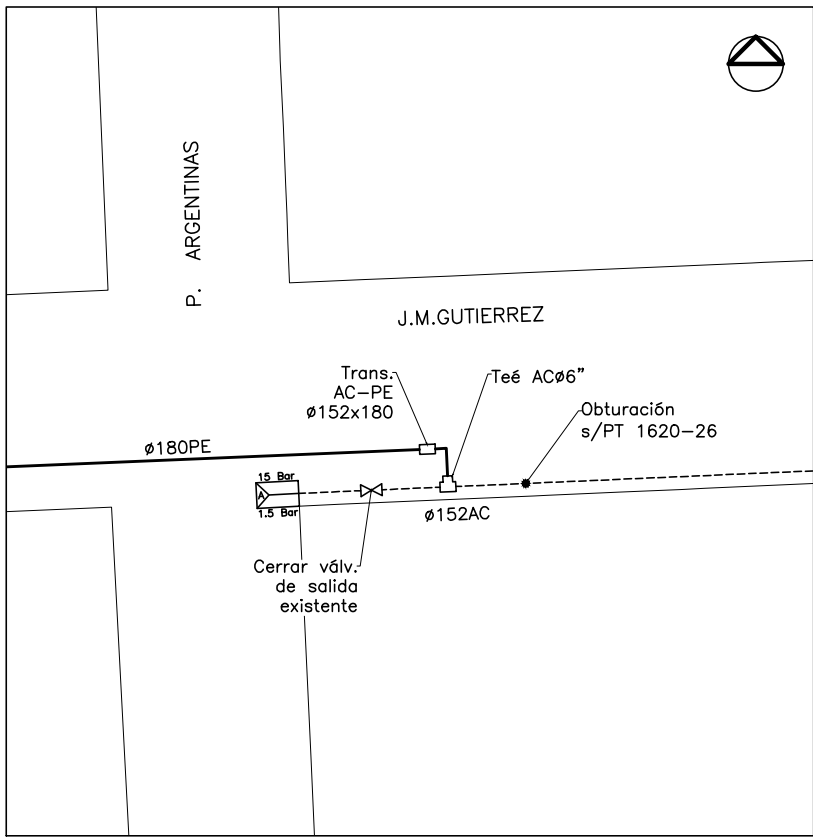 P. ARGENTINAS
J.M.GUTIERREZ
Trans.
AC-PE
ø152x180
Teé ACø6”
Obturación
s/PT 1620-26
ø180PE
15 Bar
A
1.5 Bar
ø152AC
Cerrar válv.
de salida
existente